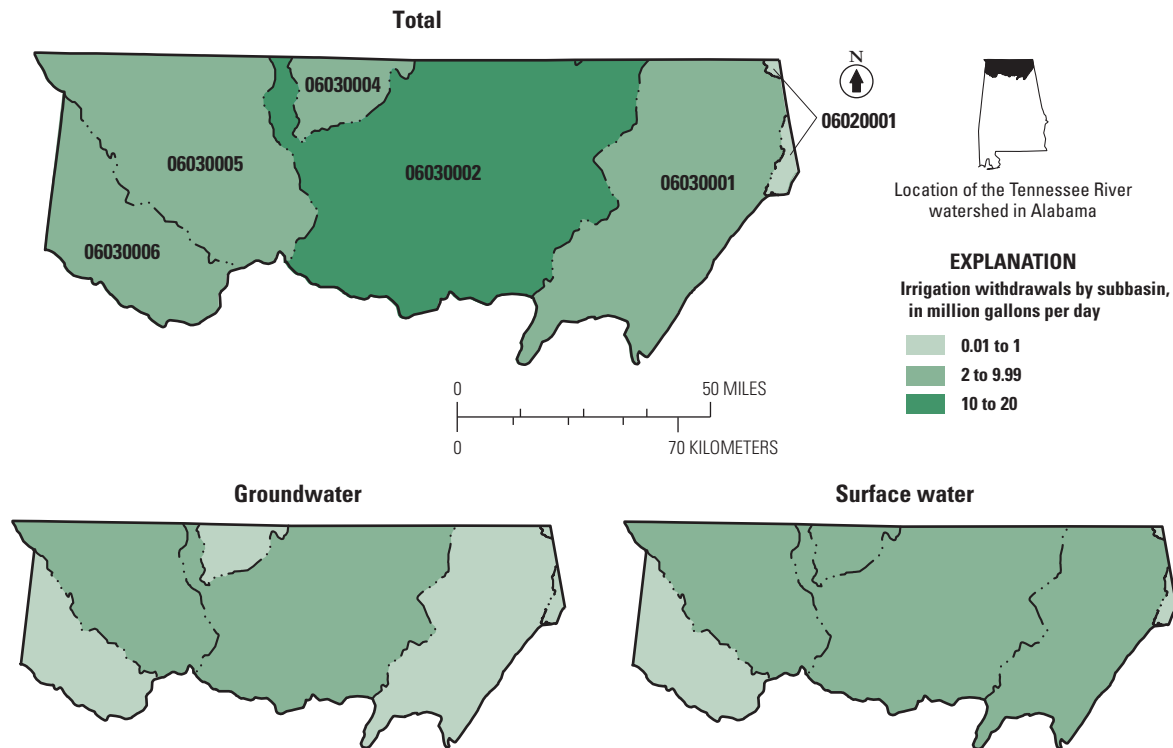 Total
N
06030004
06020001
06030005
06030002
06030001
06030006
Location of the Tennessee River
watershed in Alabama
EXPLANATION
Irrigation withdrawals by subbasin,
in million gallons per day
0.01 to 1
2 to 9.99
10 to 20
0 50 MILES
0 70 KILOMETERS
Groundwater
Surface water